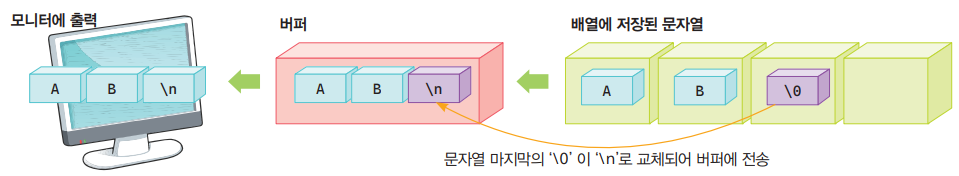 모니터에 출력
버퍼
배열에 저장된 문자열
A B \n
A B \n
A B \0
문자열 마지막의 ‘\0’ 이 ‘\n’로 교체되어 버퍼에 전송